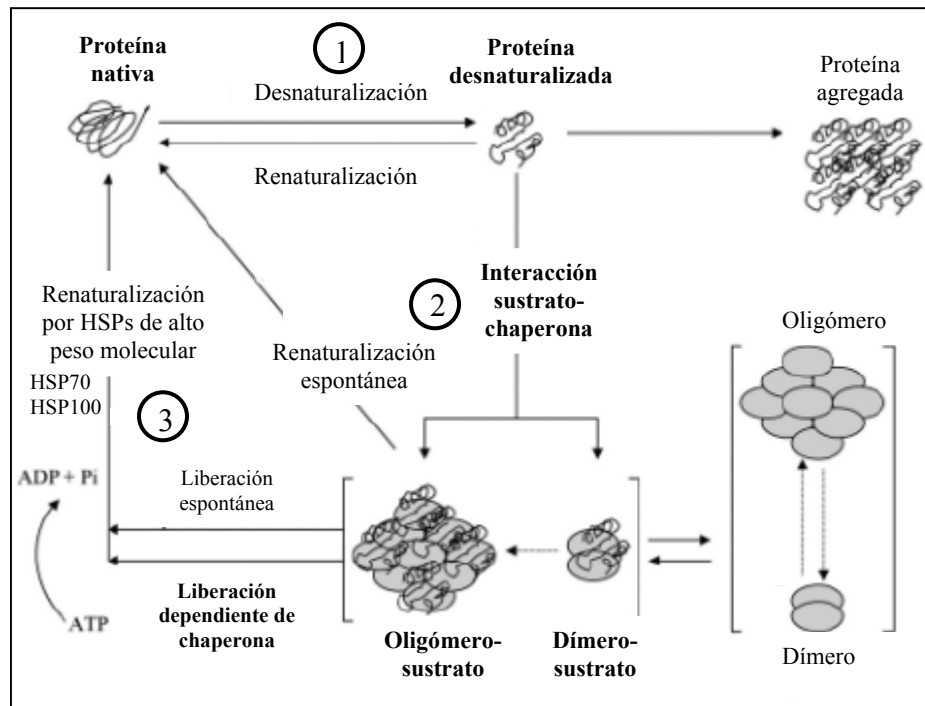 Proteína
nativa
1
Desnaturalización
Renaturalización
Proteína
desnaturalizada
Proteína
agregada
Renaturalización
por HSPs de alto
peso molecular
HSP70
HSP100
2
Interacción
sustrato-
chaperona
Renaturalización
espontánea
3
ADP + Pi
ATP
Liberación
espontánea
Liberación
dependiente de
chaperona
Oligómero-
sustrato
Dímero-
sustrato
Oligómero
Dímero